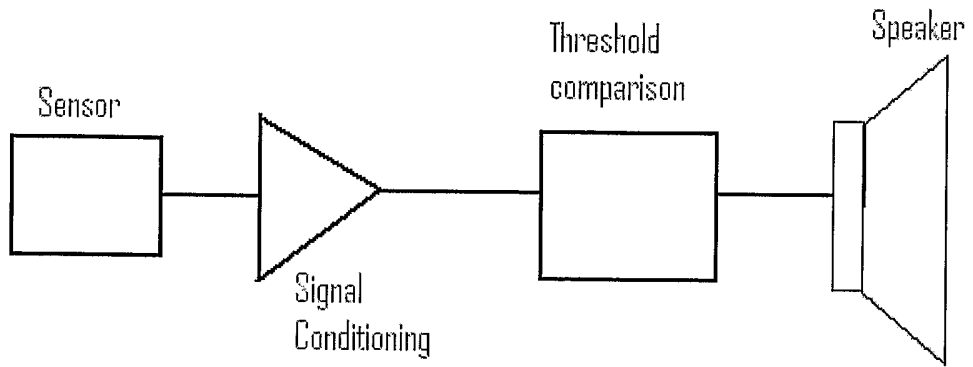 Sensor
Signal
Conditioning
Threshold
comparison
Speaker